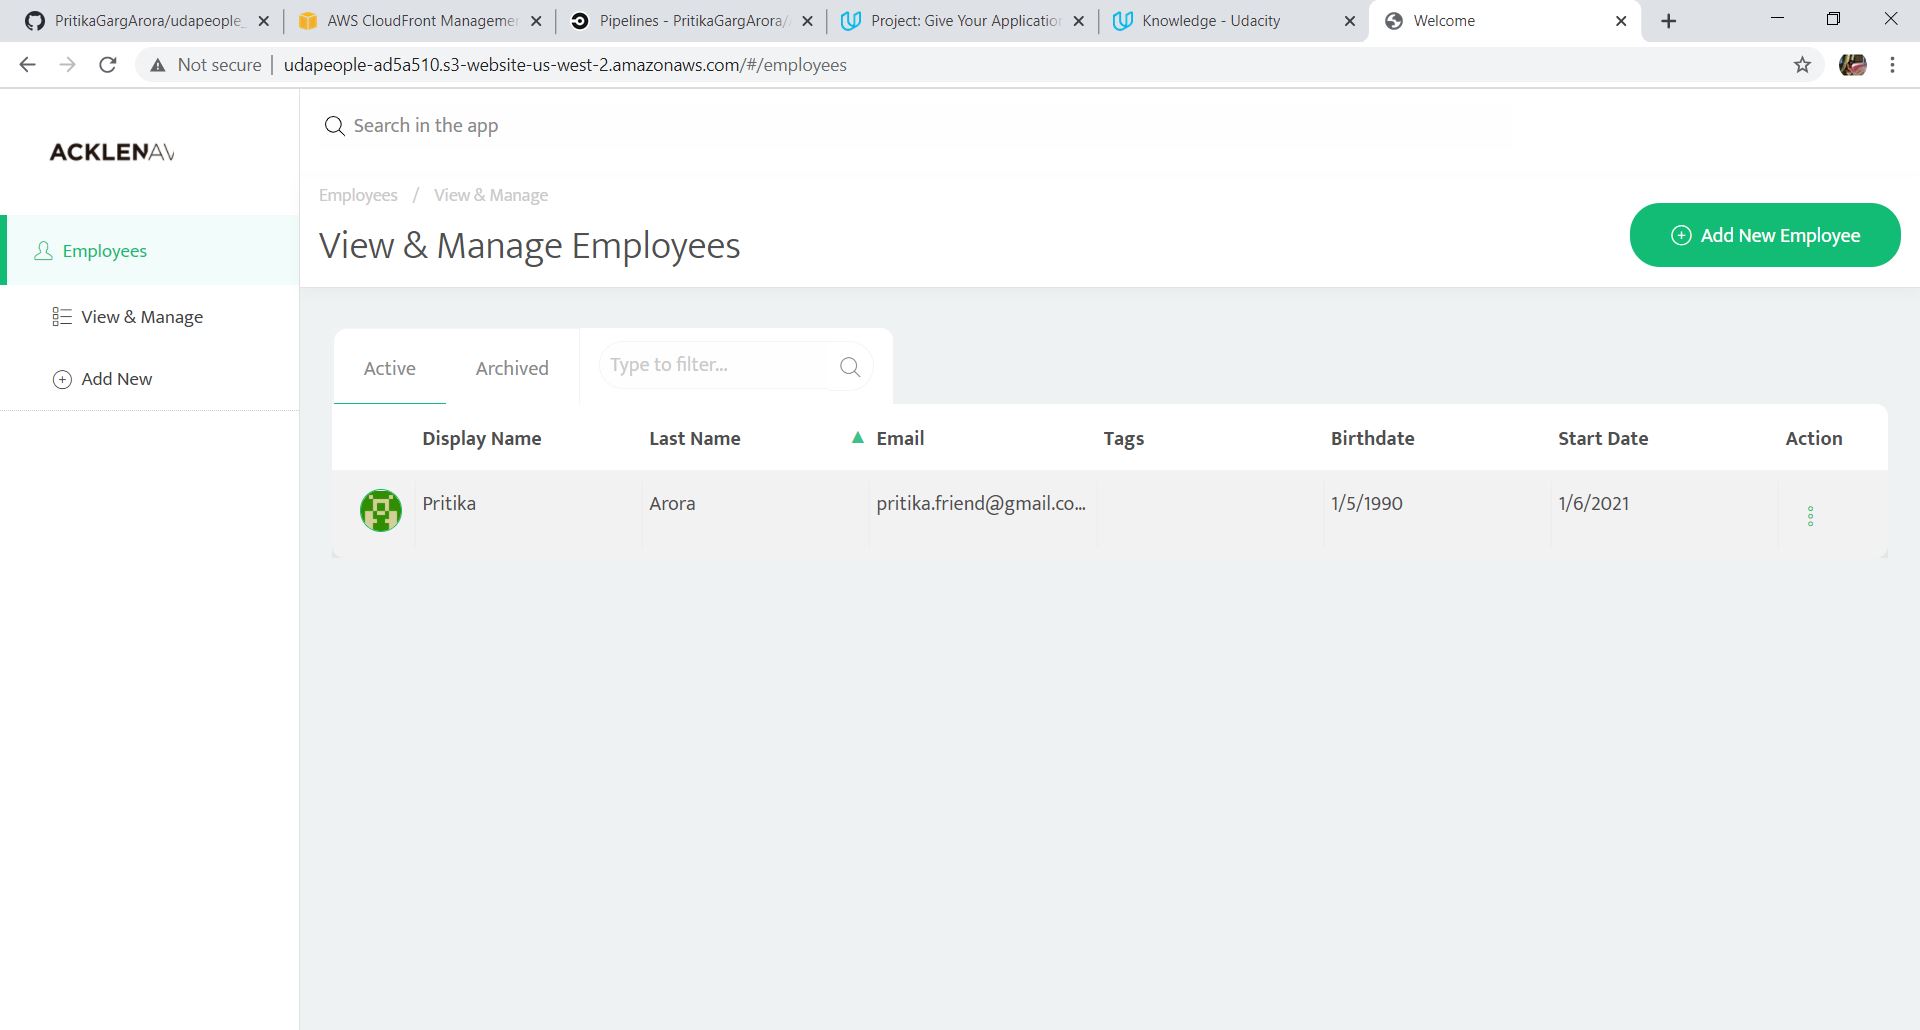 PritikaGargArora/udapeople_
AWS CloudFront Managemen
Pipelines - PritikaGargArora/
Project: Give Your Application
Knowledge - Udacity
Welcome
Not secure | udapeople-ad5a510.s3-website-us-west-2.amazonaws.com/#/employees
ACKLENAV
Search in the app
Employees / View & Manage
View & Manage Employees
Add New Employee
Employees
View & Manage
Add New
Active Archived Type to filter...
Display Name Last Name ▲ Email Tags Birthdate Start Date Action
Pritika Arora pritika.friend@gmail.co... 1/5/1990 1/6/2021